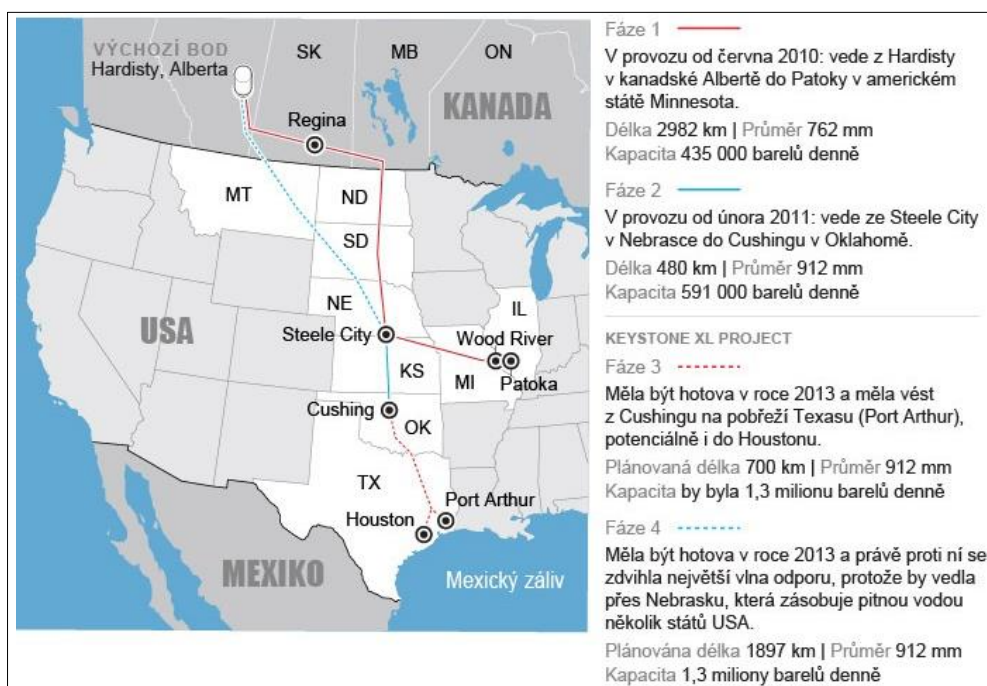 VÝCHOZÍ BOD
Hardisty, Alberta
SK
MB
ON
KANADA
Regina
MT
ND
SD
NE
IL
USA
Steele City
Wood River
KS
MI
Patoka
Cushing
OK
TX
Port Arthur
Houston
MEXIKO
Mexický záliv
Fáze 1
V provozu od června 2010: vede z Hardisty
v kanadské Albertě do Patoky v americkém
státě Minnesota.
Délka 2982 km | Průměr 762 mm
Kapacita 435 000 barelů denně
Fáze 2
V provozu od února 2011: vede ze Steele City
v Nebrasce do Cushingu v Oklahomě.
Délka 480 km | Průměr 912 mm
Kapacita 591 000 barelů denně
KEYSTONE XL PROJECT
Fáze 3
Měla být hotova v roce 2013 a měla vést
z Cushingu na pobřeží Texasu (Port Arthur),
potenciálně i do Houstonu.
Plánovaná délka 700 km | Průměr 912 mm
Kapacita by byla 1,3 milionu barelů denně
Fáze 4
Měla být hotova v roce 2013 a právě proti ní se
zdvihla největší vlna odporu, protože by vedla
přes Nebrasku, která zásobuje pitnou vodou
několik států USA.
Plánována délka 1897 km | Průměr 912 mm
Kapacita 1,3 miliony barelů denně